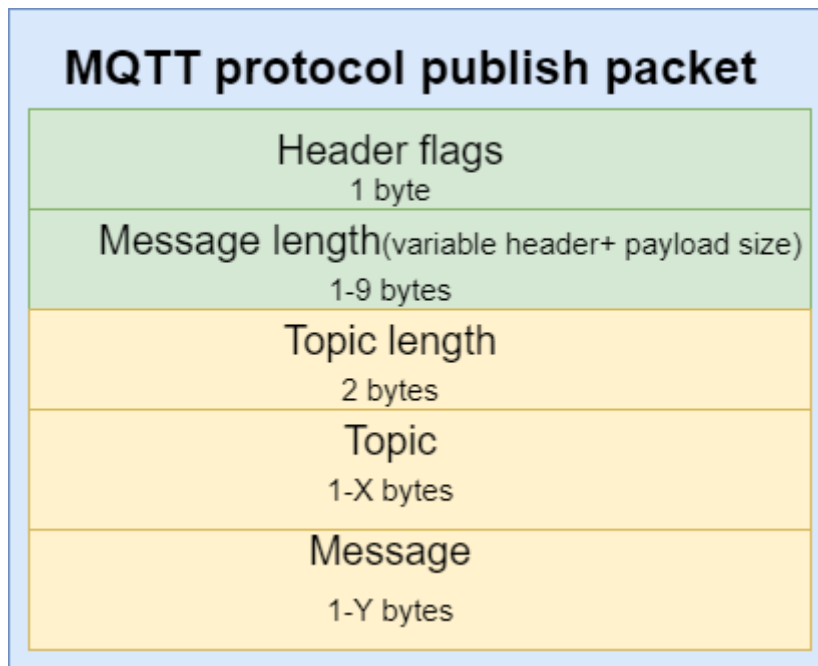 MQTT protocol publish packet
Header flags
1 byte
Message length(variable header+ payload size)
1-9 bytes
Topic length
2 bytes
Topic
1-X bytes
Message
1-Y bytes